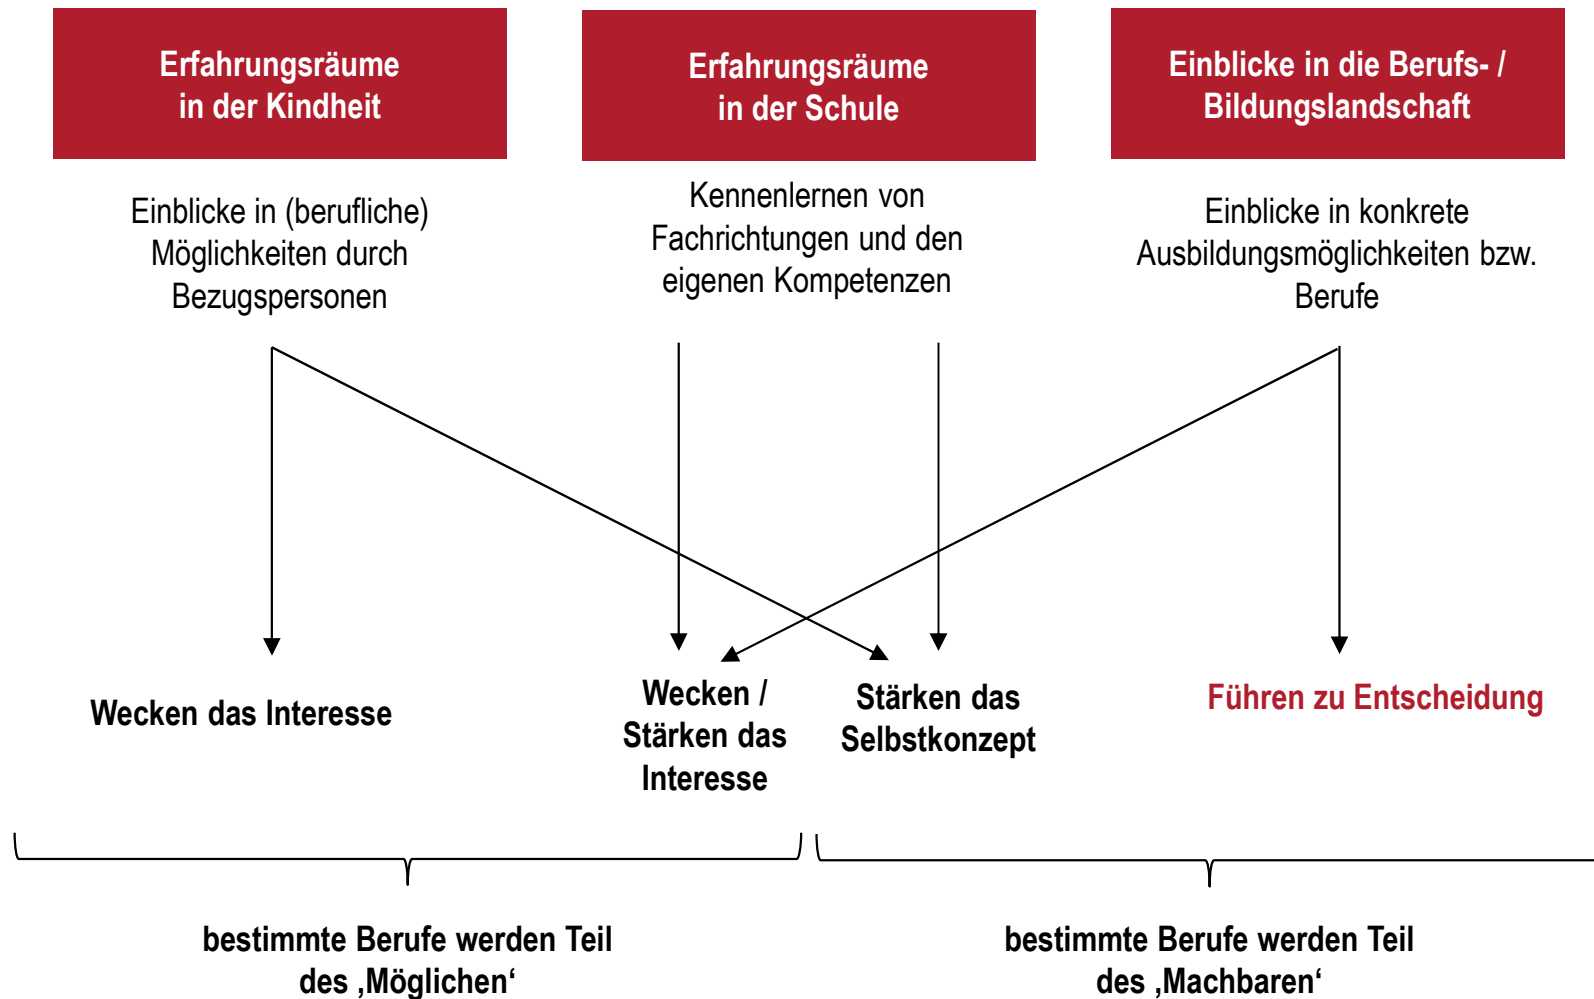 Erfahrungsräume
in der Kindheit
Erfahrungsräume
in der Schule
Einblicke in die Berufs- /
Bildungslandschaft
Einblicke in (berufliche)
Möglichkeiten durch
Bezugspersonen
Kennenlernen von
Fachrichtungen und den
eigenen Kompetenzen
Einblicke in konkrete
Ausbildungsmöglichkeiten bzw.
Berufe
Wecken das Interesse
Wecken /
Stärken das
Interesse
Stärken das
Selbstkonzept
Führen zu Entscheidung
bestimmte Berufe werden Teil
des ‚Möglichen‘
bestimmte Berufe werden Teil
des ‚Machbaren‘